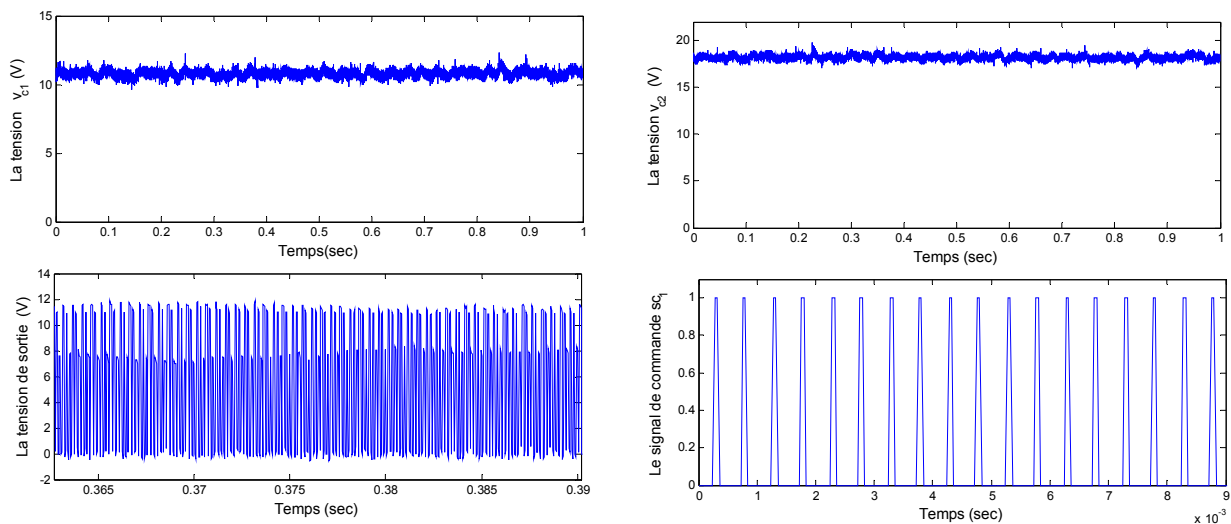 La tension v_c1 (V)
15
10
5
0
0 0.1 0.2 0.3 0.4 0.5 0.6 0.7 0.8 0.9 1
Temps(sec)
La tension v_c2 (V)
20
15
10
5
0
0 0.1 0.2 0.3 0.4 0.5 0.6 0.7 0.8 0.9 1
Temps (sec)
La tension de sortie (V)
14
12
10
8
6
4
2
0
-2
0.365 0.37 0.375 0.38 0.385 0.39
Temps (sec)
Le signal de commande sc_1
1
0.8
0.6
0.4
0.2
0
0 1 2 3 4 5 6 7 8 9
Temps (sec)
x 10^-3